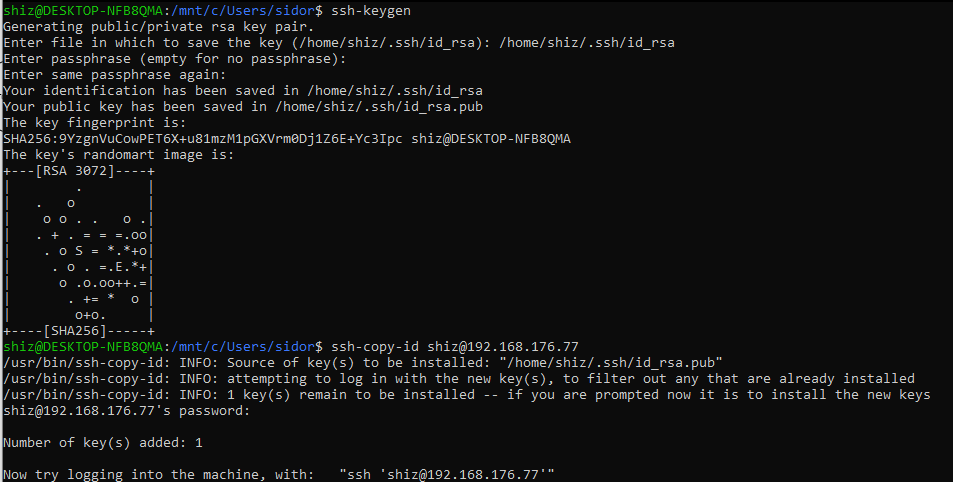 shiz@DESKTOP-NFB8QMA:/mnt/c/Users/sidor$ ssh-keygen
Generating public/private rsa key pair.
Enter file in which to save the key (/home/shiz/.ssh/id_rsa): /home/shiz/.ssh/id_rsa
Enter passphrase (empty for no passphrase):
Enter same passphrase again:
Your identification has been saved in /home/shiz/.ssh/id_rsa
Your public key has been saved in /home/shiz/.ssh/id_rsa.pub
The key fingerprint is:
SHA256:9YzgnVuCowPET6X+u81mzM1pGXVrm0Dj1Z6E+Yc3Ipc shiz@DESKTOP-NFB8QMA
The key's randomart image is:
+---[RSA 3072]----+
|        .        |
|   .   o         |
|    o o . .   o .|
|   . + . = = =.oo|
|    . o S = *.*+o|
|     . o . =.E.*+|
|      o .o.oo++.=|
|       . += *  o |
|        o+o.     |
+----[SHA256]-----+
shiz@DESKTOP-NFB8QMA:/mnt/c/Users/sidor$ ssh-copy-id shiz@192.168.176.77
/usr/bin/ssh-copy-id: INFO: Source of key(s) to be installed: "/home/shiz/.ssh/id_rsa.pub"
/usr/bin/ssh-copy-id: INFO: attempting to log in with the new key(s), to filter out any that are already installed
/usr/bin/ssh-copy-id: INFO: 1 key(s) remain to be installed -- if you are prompted now it is to install the new keys
shiz@192.168.176.77's password:
Number of key(s) added: 1
Now try logging into the machine, with:   "ssh 'shiz@192.168.176.77'"